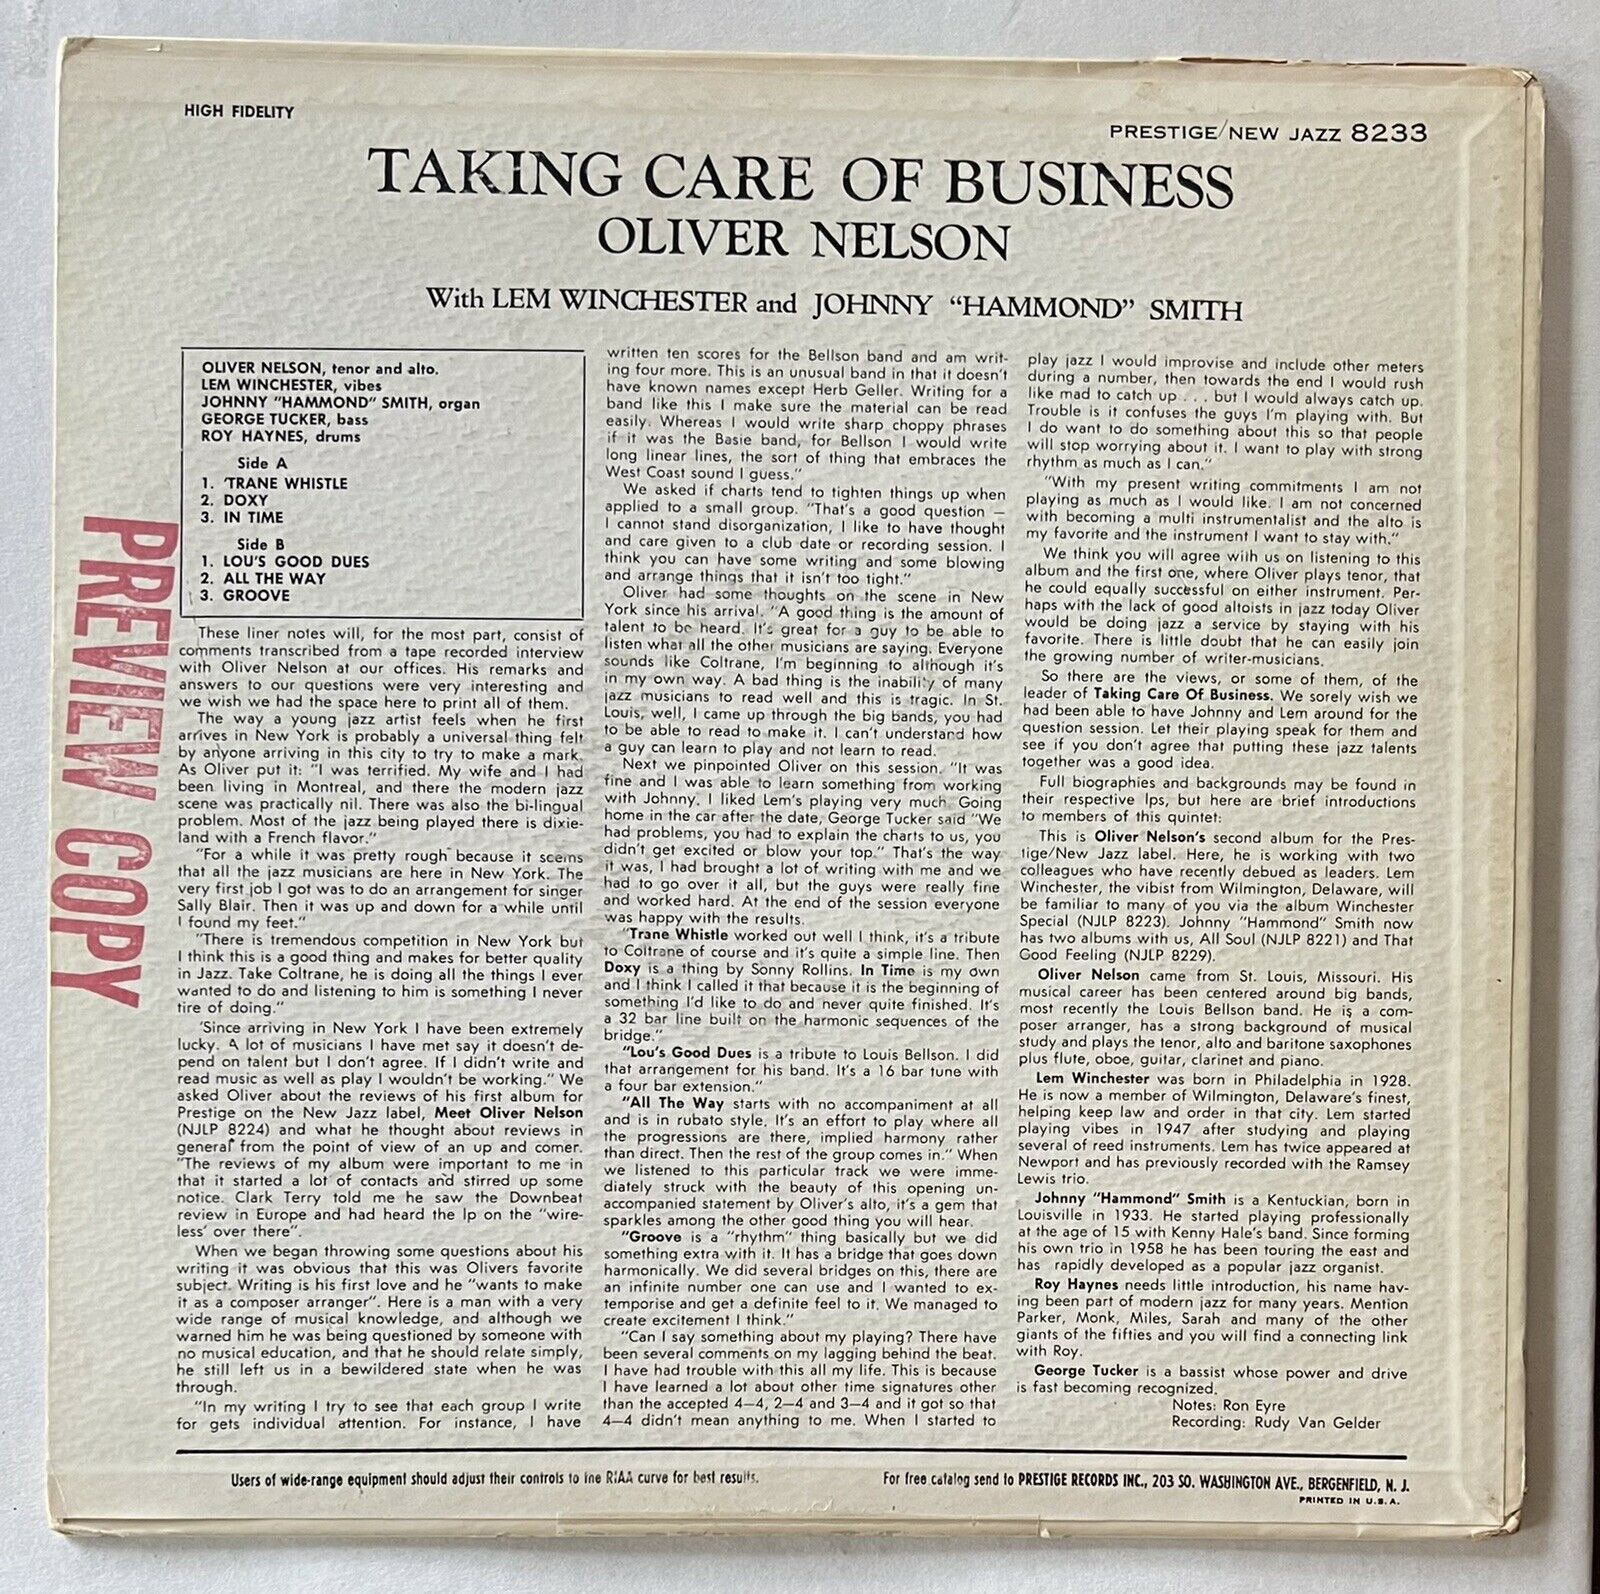 HIGH FIDELITY
PRESTIGE/NEW JAZZ 8233
TAKING CARE OF BUSINESS
OLIVER NELSON
With LEM WINCHESTER and JOHNNY "HAMMOND" SMITH
OLIVER NELSON, tenor and alto.
LEM WINCHESTER, vibes
JOHNNY "HAMMOND" SMITH, organ
GEORGE TUCKER, bass
ROY HAYNES, drums
Side A
1. 'TRANE WHISTLE
2. DOXY
3. IN TIME
Side B
1. LOU'S GOOD DUES
2. ALL THE WAY
3. GROOVE
These liner notes will, for the most part, consist of
comments transcribed from a tape recorded interview
with Oliver Nelson at our offices. His remarks and
answers to our questions were very interesting and
we wish we had the space here to print all of them.
The way a young jazz artist feels when he first
arrives in New York is probably a universal thing felt
by anyone arriving in this city to try to make a mark.
As Oliver put it: "I was terrified. My wife and I had
been living in Montreal, and there the modern jazz
scene was practically nil. There was also the bi-lingual
problem. Most of the jazz being played there is dixie-
land with a French flavor."
"For a while it was pretty rough because it seems
that all the jazz musicians are here in New York. The
very first job I got was to do an arrangement for singer
Sally Blair. Then it was up and down for a while until
I found my feet."
"There is tremendous competition in New York but
I think this is a good thing and makes for better quality
in Jazz. Take Coltrane, he is doing all the things I ever
wanted to do and listening to him is something I never
tire of doing."
'Since arriving in New York I have been extremely
lucky. A lot of musicians I have met say it doesn't de-
pend on talent but I don't agree. If I didn't write and
read music as well as play I wouldn't be working." We
asked Oliver about the reviews of his first album for
Prestige on the New Jazz label, Meet Oliver Nelson
(NJLP 8224) and what he thought about reviews in
general from the point of view of an up and comer.
"The reviews of my album were important to me in
that it started a lot of contacts and stirred up some
notice. Clark Terry told me he saw the Downbeat
review in Europe and had heard the lp on the "wire-
less' over there".
When we began throwing some questions about his
writing it was obvious that this was Olivers favorite
subject. Writing is his first love and he "wants to make
it as a composer arranger". Here is a man with a very
wide range of musical knowledge, and although we
warned him he was being questioned by someone with
no musical education, and that he should relate simply,
he still left us in a bewildered state when he was
through.
"In my writing I try to see that each group I write
for gets individual attention. For instance, I have
written ten scores for the Bellson band and am writ-
ing four more. This is an unusual band in that it doesn't
have known names except Herb Geller. Writing for a
band like this I make sure the material can be read
easily. Whereas I would write sharp choppy phrases
if it was the Basie band, for Bellson I would write
long linear lines, the sort of thing that embraces the
West Coast sound I guess."
We asked if charts tend to tighten things up when
applied to a small group. "That's a good question —
I cannot stand disorganization, I like to have thought
and care given to a club date or recording session. I
think you can have some writing and some blowing
and arrange things that it isn't too tight."
Oliver had some thoughts on the scene in New
York since his arrival. "A good thing is the amount of
talent to be heard. It's great for a guy to be able to
listen what all the other musicians are saying. Everyone
sounds like Coltrane, I'm beginning to although it's
in my own way. A bad thing is the inability of many
jazz musicians to read well and this is tragic. In St.
Louis, well, I came up through the big bands, you had
to be able to read to make it. I can't understand how
a guy can learn to play and not learn to read.
Next we pinpointed Oliver on this session. "It was
fine and I was able to learn something from working
with Johnny. I liked Lem's playing very much. Going
home in the car after the date, George Tucker said "We
had problems, you had to explain the charts to us, you
didn't get excited or blow your top." That's the way
it was, I had brought a lot of writing with me and we
had to go over it all, but the guys were really fine
and worked hard. At the end of the session everyone
was happy with the results.
"Trane Whistle worked out well I think, it's a tribute
to Coltrane of course and it's quite a simple line. Then
Doxy is a thing by Sonny Rollins. In Time is my own
and I think I called it that because it is the beginning of
something I'd like to do and never quite finished. It's
a 32 bar line built on the harmonic sequences of the
bridge."
"Lou's Good Dues is a tribute to Louis Bellson. I did
that arrangement for his band. It's a 16 bar tune with
a four bar extension."
"All The Way starts with no accompaniment at all
and is in rubato style. It's an effort to play where all
the progressions are there, implied harmony rather
than direct. Then the rest of the group comes in." When
we listened to this particular track we were imme-
diately struck with the beauty of this opening un-
accompanied statement by Oliver's alto, it's a gem that
sparkles among the other good thing you will hear.
"Groove is a "rhythm" thing basically but we did
something extra with it. It has a bridge that goes down
harmonically. We did several bridges on this, there are
an infinite number one can use and I wanted to ex-
temporise and get a definite feel to it. We managed to
create excitement I think."
"Can I say something about my playing? There have
been several comments on my lagging behind the beat.
I have had trouble with this all my life. This is because
I have learned a lot about other time signatures other
than the accepted 4—4, 2—4 and 3—4 and it got so that
4—4 didn't mean anything to me. When I started to
play jazz I would improvise and include other meters
during a number, then towards the end I would rush
like mad to catch up . . . but I would always catch up.
Trouble is it confuses the guys I'm playing with. But
I do want to do something about this so that people
will stop worrying about it. I want to play with strong
rhythm as much as I can."
"With my present writing commitments I am not
playing as much as I would like. I am not concerned
with becoming a multi instrumentalist and the alto is
my favorite and the instrument I want to stay with."
We think you will agree with us on listening to this
album and the first one, where Oliver plays tenor, that
he could equally successful on either instrument. Per-
haps with the lack of good altoists in jazz today Oliver
would be doing jazz a service by staying with his
favorite. There is little doubt that he can easily join
the growing number of writer-musicians.
So there are the views, or some of them, of the
leader of Taking Care Of Business. We sorely wish we
had been able to have Johnny and Lem around for the
question session. Let their playing speak for them and
see if you don't agree that putting these jazz talents
together was a good idea.
Full biographies and backgrounds may be found in
their respective lps, but here are brief introductions
to members of this quintet:
This is Oliver Nelson's second album for the Pres-
tige/New Jazz label. Here, he is working with two
colleagues who have recently debued as leaders. Lem
Winchester, the vibist from Wilmington, Delaware, will
be familiar to many of you via the album Winchester
Special (NJLP 8223). Johnny "Hammond" Smith now
has two albums with us, All Soul (NJLP 8221) and That
Good Feeling (NJLP 8229).
Oliver Nelson came from St. Louis, Missouri. His
musical career has been centered around big bands,
most recently the Louis Bellson band. He is a com-
poser arranger, has a strong background of musical
study and plays the tenor, alto and baritone saxophones
plus flute, oboe, guitar, clarinet and piano.
Lem Winchester was born in Philadelphia in 1928.
He is now a member of Wilmington, Delaware's finest,
helping keep law and order in that city. Lem started
playing vibes in 1947 after studying and playing
several of reed instruments. Lem has twice appeared at
Newport and has previously recorded with the Ramsey
Lewis trio.
Johnny "Hammond" Smith is a Kentuckian, born in
Louisville in 1933. He started playing professionally
at the age of 15 with Kenny Hale's band. Since forming
his own trio in 1958 he has been touring the east and
has rapidly developed as a popular jazz organist.
Roy Haynes needs little introduction, his name hav-
ing been part of modern jazz for many years. Mention
Parker, Monk, Miles, Sarah and many of the other
giants of the fifties and you will find a connecting link
with Roy.
George Tucker is a bassist whose power and drive
is fast becoming recognized.
Notes: Ron Eyre
Recording: Rudy Van Gelder
PREVIEW COPY
Users of wide-range equipment should adjust their controls to the RIAA curve for best results.
For free catalog send to PRESTIGE RECORDS INC., 203 SO. WASHINGTON AVE., BERGENFIELD, N. J.
PRINTED IN U.S.A.